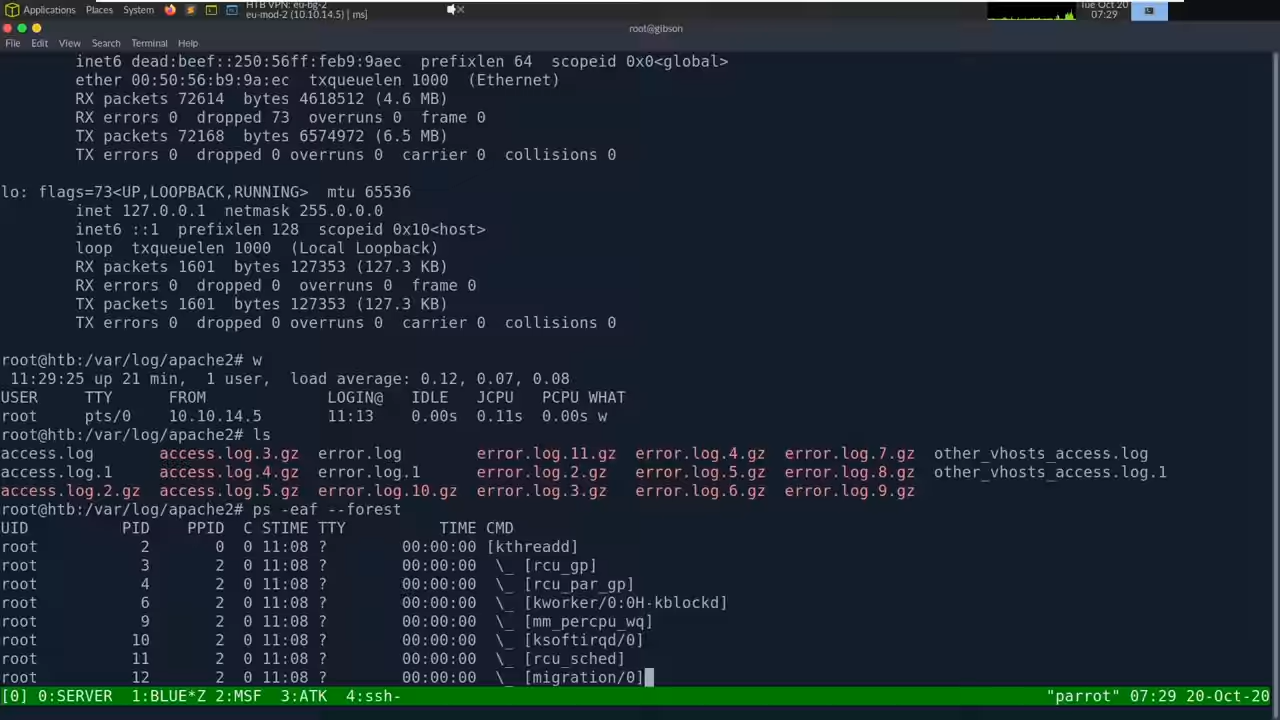 Applications Places System HTB VPN: eu-bg-2 Tue Oct 20
eu-mod-2 (10.10.14.5) | [ms] 07:29
root@gibson
File Edit View Search Terminal Help
inet6 dead:beef::250:56ff:feb9:9aec prefixlen 64 scopeid 0x0<global>
ether 00:50:56:b9:9a:ec txqueuelen 1000 (Ethernet)
RX packets 72614 bytes 4618512 (4.6 MB)
RX errors 0 dropped 73 overruns 0 frame 0
TX packets 72168 bytes 6574972 (6.5 MB)
TX errors 0 dropped 0 overruns 0 carrier 0 collisions 0
lo: flags=73<UP,LOOPBACK,RUNNING> mtu 65536
inet 127.0.0.1 netmask 255.0.0.0
inet6 ::1 prefixlen 128 scopeid 0x10<host>
loop txqueuelen 1000 (Local Loopback)
RX packets 1601 bytes 127353 (127.3 KB)
RX errors 0 dropped 0 overruns 0 frame 0
TX packets 1601 bytes 127353 (127.3 KB)
TX errors 0 dropped 0 overruns 0 carrier 0 collisions 0
root@htb:/var/log/apache2# w
11:29:25 up 21 min, 1 user, load average: 0.12, 0.07, 0.08
USER TTY FROM LOGIN@ IDLE JCPU PCPU WHAT
root pts/0 10.10.14.5 11:13 0.00s 0.11s 0.00s w
root@htb:/var/log/apache2# ls
access.log access.log.3.gz error.log error.log.11.gz error.log.4.gz error.log.7.gz other_vhosts_access.log
access.log.1 access.log.4.gz error.log.1 error.log.2.gz error.log.5.gz error.log.8.gz other_vhosts_access.log.1
access.log.2.gz access.log.5.gz error.log.10.gz error.log.3.gz error.log.6.gz error.log.9.gz
root@htb:/var/log/apache2# ps -eaf --forest
UID PID PPID C STIME TTY TIME CMD
root 2 0 0 11:08 ? 00:00:00 [kthreadd]
root 3 2 0 11:08 ? 00:00:00 \_ [rcu_gp]
root 4 2 0 11:08 ? 00:00:00 \_ [rcu_par_gp]
root 6 2 0 11:08 ? 00:00:00 \_ [kworker/0:0H-kblockd]
root 9 2 0 11:08 ? 00:00:00 \_ [mm_percpu_wq]
root 10 2 0 11:08 ? 00:00:00 \_ [ksoftirqd/0]
root 11 2 0 11:08 ? 00:00:00 \_ [rcu_sched]
root 12 2 0 11:08 ? 00:00:00 \_ [migration/0]
[0] 0:SERVER 1:BLUE*Z 2:MSF 3:ATK 4:ssh- "parrot" 07:29 20-Oct-20